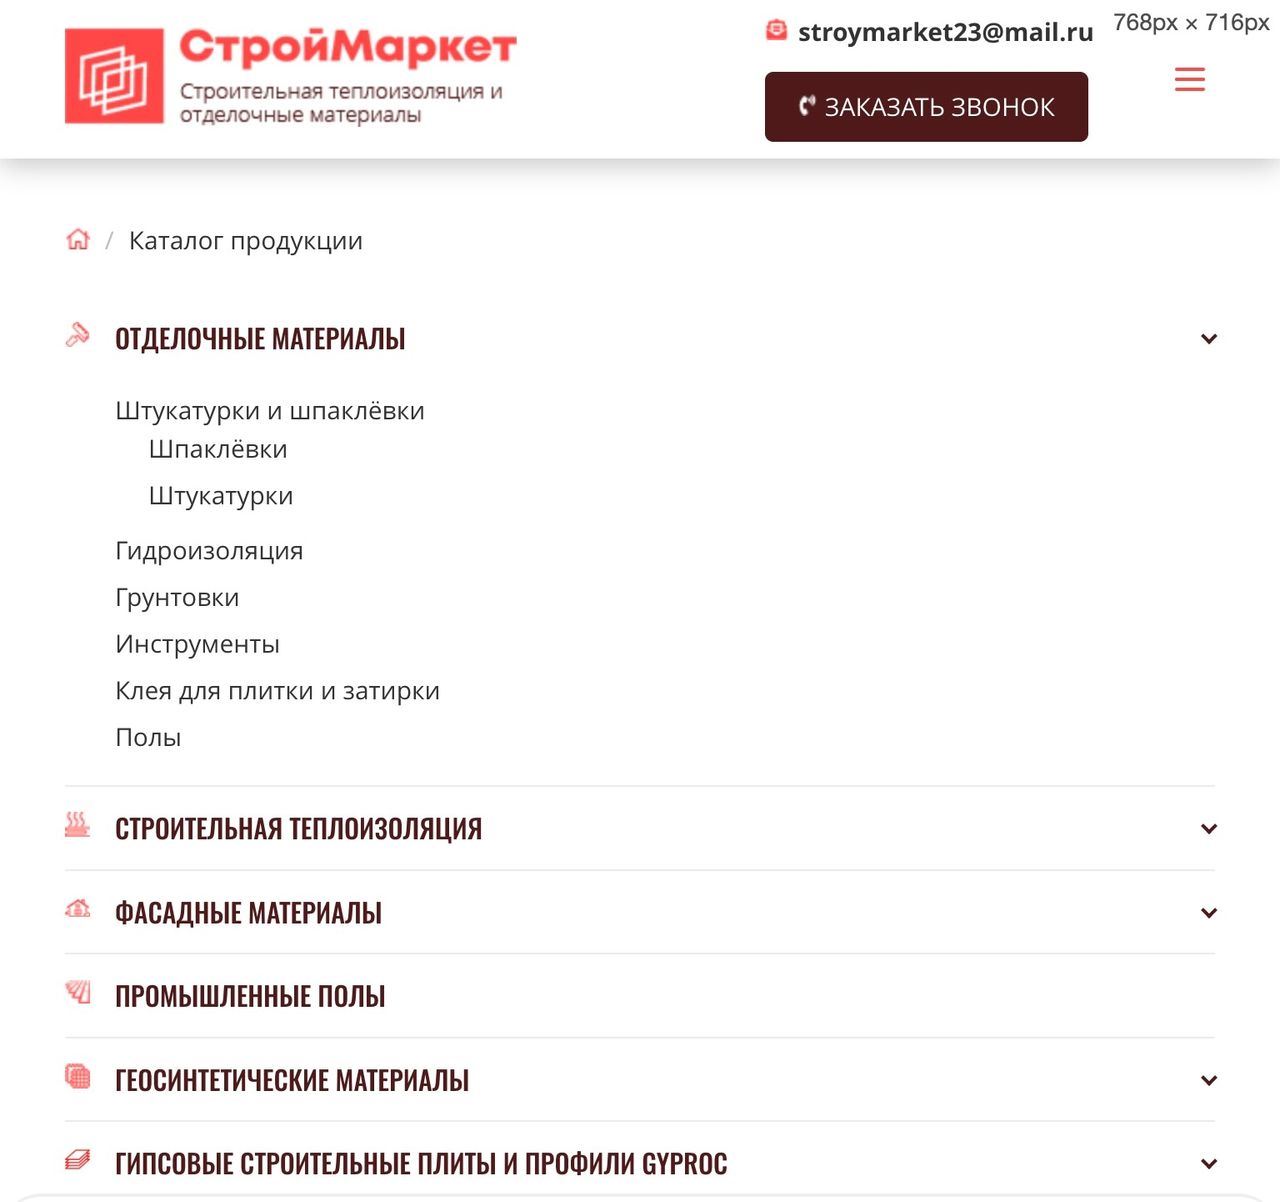 СтройМаркет
Строительная теплоизоляция и
отделочные материалы
stroymarket23@mail.ru
768px × 716px
ЗАКАЗАТЬ ЗВОНОК
/ Каталог продукции
ОТДЕЛОЧНЫЕ МАТЕРИАЛЫ
Штукатурки и шпаклёвки
Шпаклёвки
Штукатурки
Гидроизоляция
Грунтовки
Инструменты
Клея для плитки и затирки
Полы
СТРОИТЕЛЬНАЯ ТЕПЛОИЗОЛЯЦИЯ
ФАСАДНЫЕ МАТЕРИАЛЫ
ПРОМЫШЛЕННЫЕ ПОЛЫ
ГЕОСИНТЕТИЧЕСКИЕ МАТЕРИАЛЫ
ГИПСОВЫЕ СТРОИТЕЛЬНЫЕ ПЛИТЫ И ПРОФИЛИ GYPROC